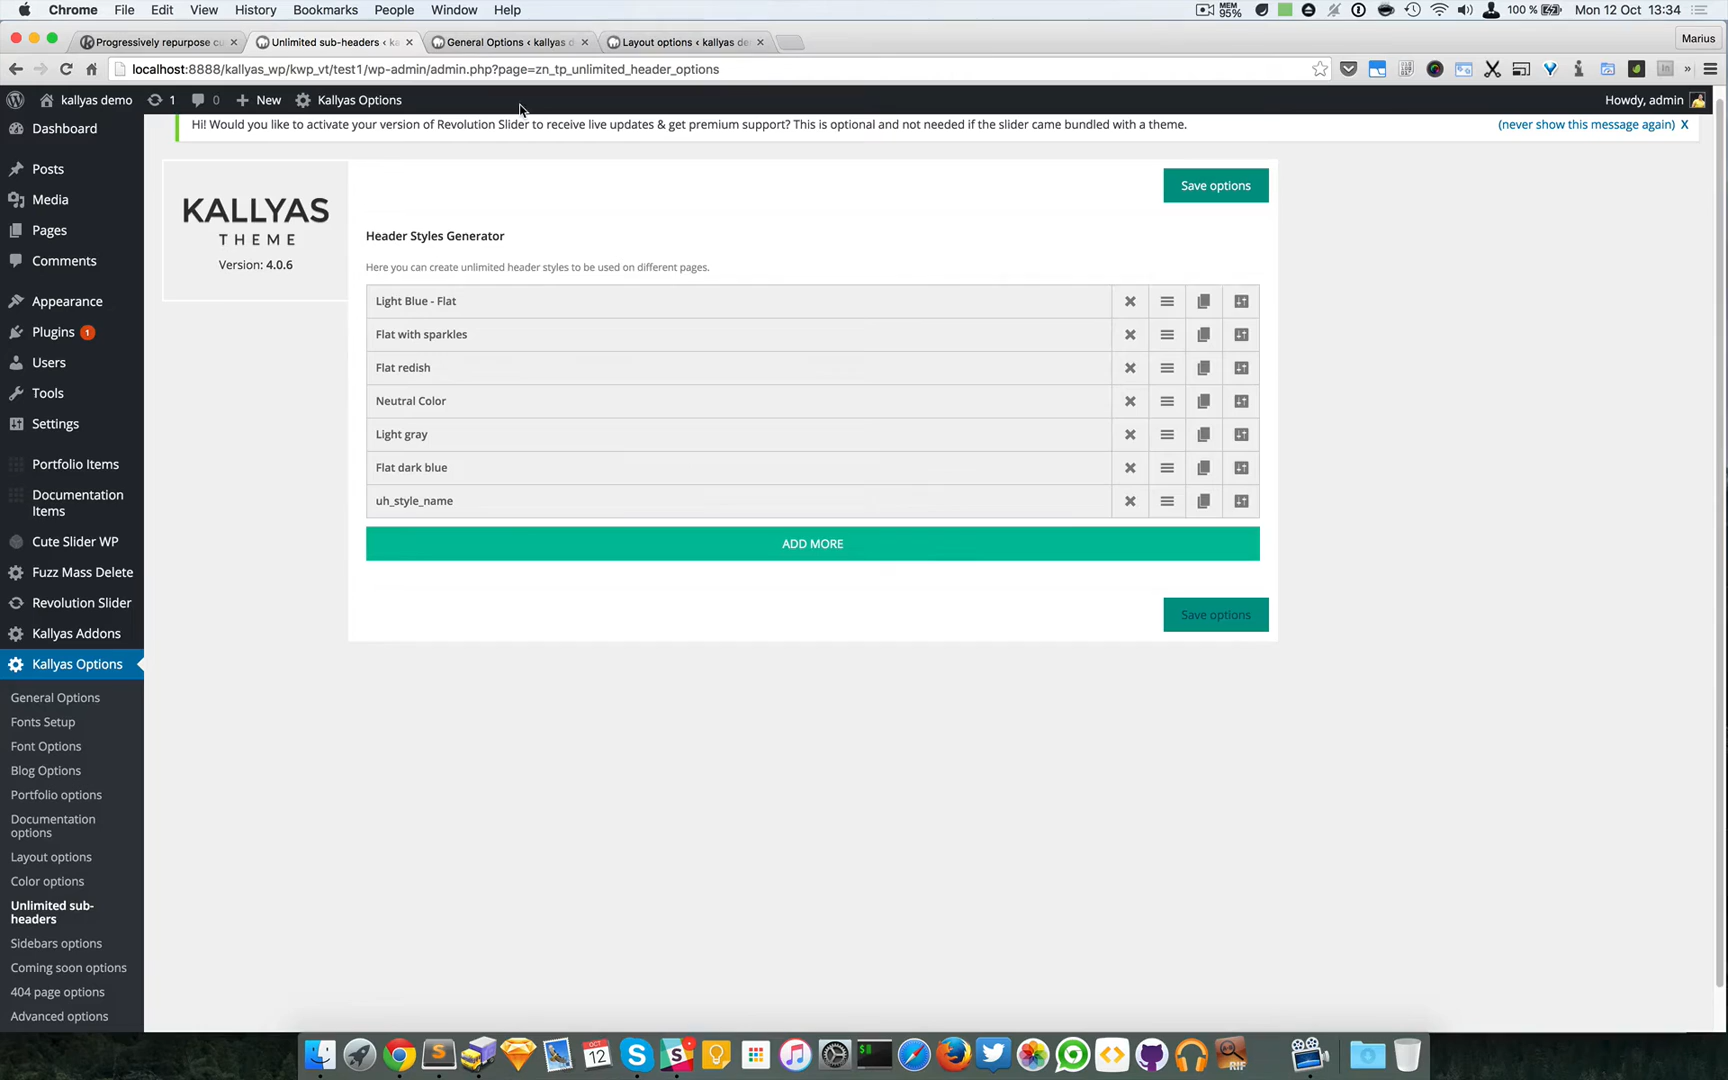 Chrome File Edit View History Bookmarks People Window Help
MEM 95% 100 % Mon 12 Oct 13:34
Progressively repurpose cu
Unlimited sub-headers ‹ ka
General Options ‹ kallyas d
Layout options ‹ kallyas de
Marius
localhost:8888/kallyas_wp/kwp_vt/test1/wp-admin/admin.php?page=zn_tp_unlimited_header_options
kallyas demo 1 0 New Kallyas Options
Howdy, admin
Hi! Would you like to activate your version of Revolution Slider to receive live updates & get premium support? This is optional and not needed if the slider came bundled with a theme.
(never show this message again) X
Dashboard
Posts
Media
Pages
Comments
Appearance
Plugins 1
Users
Tools
Settings
Portfolio Items
Documentation
Items
Cute Slider WP
Fuzz Mass Delete
Revolution Slider
Kallyas Addons
Kallyas Options
General Options
Fonts Setup
Font Options
Blog Options
Portfolio options
Documentation
options
Layout options
Color options
Unlimited sub-
headers
Sidebars options
Coming soon options
404 page options
Advanced options
KALLYAS
THEME
Version: 4.0.6
Save options
Header Styles Generator
Here you can create unlimited header styles to be used on different pages.
Light Blue - Flat
Flat with sparkles
Flat redish
Neutral Color
Light gray
Flat dark blue
uh_style_name
ADD MORE
Save options
OCT
12
RIF